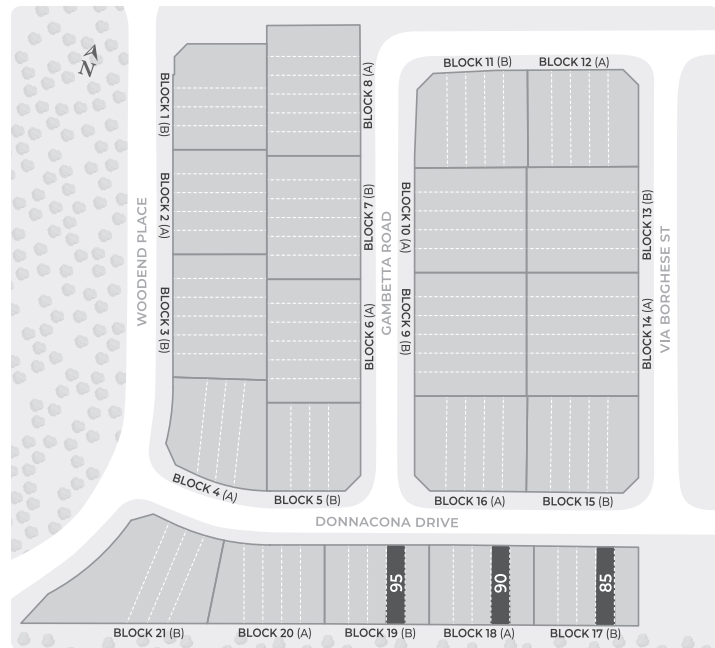 N
BLOCK 11 (B)
BLOCK 12 (A)
BLOCK 1 (B)
BLOCK 8 (A)
BLOCK 2 (A)
BLOCK 7 (B)
BLOCK 10 (A)
BLOCK 13 (B)
WOODEND PLACE
GAMBETTA ROAD
VIA BORGHESE ST
BLOCK 3 (B)
BLOCK 6 (A)
BLOCK 9 (B)
BLOCK 14 (A)
BLOCK 4 (A)
BLOCK 5 (B)
BLOCK 16 (A)
BLOCK 15 (B)
DONNACONA DRIVE
95
90
85
BLOCK 21 (B)
BLOCK 20 (A)
BLOCK 19 (B)
BLOCK 18 (A)
BLOCK 17 (B)